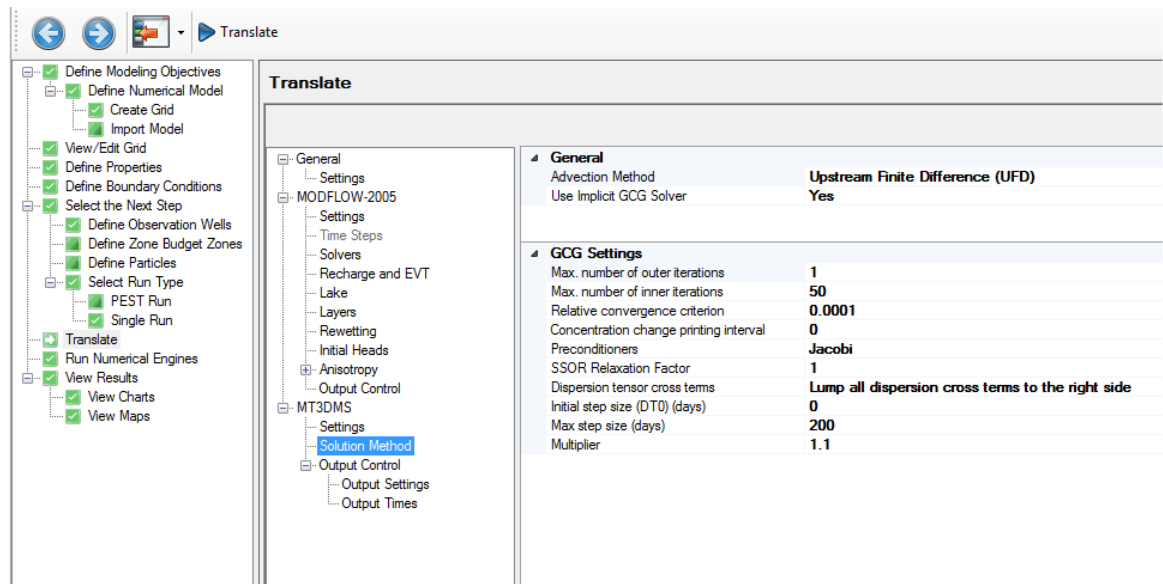 Translate
Define Modeling Objectives
Define Numerical Model
Create Grid
Import Model
View/Edit Grid
Define Properties
Define Boundary Conditions
Select the Next Step
Define Observation Wells
Define Zone Budget Zones
Define Particles
Select Run Type
PEST Run
Single Run
Translate
Run Numerical Engines
View Results
View Charts
View Maps
Translate
General
Settings
MODFLOW-2005
Settings
Time Steps
Solvers
Recharge and EVT
Lake
Layers
Rewetting
Initial Heads
Anisotropy
Output Control
MT3DMS
Settings
Solution Method
Output Control
Output Settings
Output Times
General
Advection Method Upstream Finite Difference (UFD)
Use Implicit GCG Solver Yes
GCG Settings
Max. number of outer iterations 1
Max. number of inner iterations 50
Relative convergence criterion 0.0001
Concentration change printing interval 0
Preconditioners Jacobi
SSOR Relaxation Factor 1
Dispersion tensor cross terms Lump all dispersion cross terms to the right side
Initial step size (DT0) (days) 0
Max step size (days) 200
Multiplier 1.1